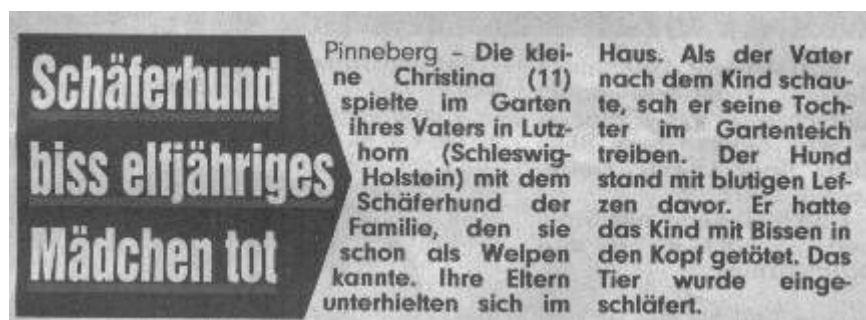 Schäferhund
biss elfjähriges
Mädchen tot
Pinneberg – Die klei-
ne Christina (11)
spielte im Garten
ihres Vaters in Lutz-
horn (Schleswig-
Holstein) mit dem
Schäferhund der
Familie, den sie
schon als Welpen
kannte. Ihre Eltern
unterhielten sich im
Haus. Als der Vater
nach dem Kind schau-
te, sah er seine Toch-
ter im Gartenteich
treiben. Der Hund
stand mit blutigen Lef-
zen davor. Er hatte
das Kind mit Bissen in
den Kopf getötet. Das
Tier wurde einge-
schläfert.